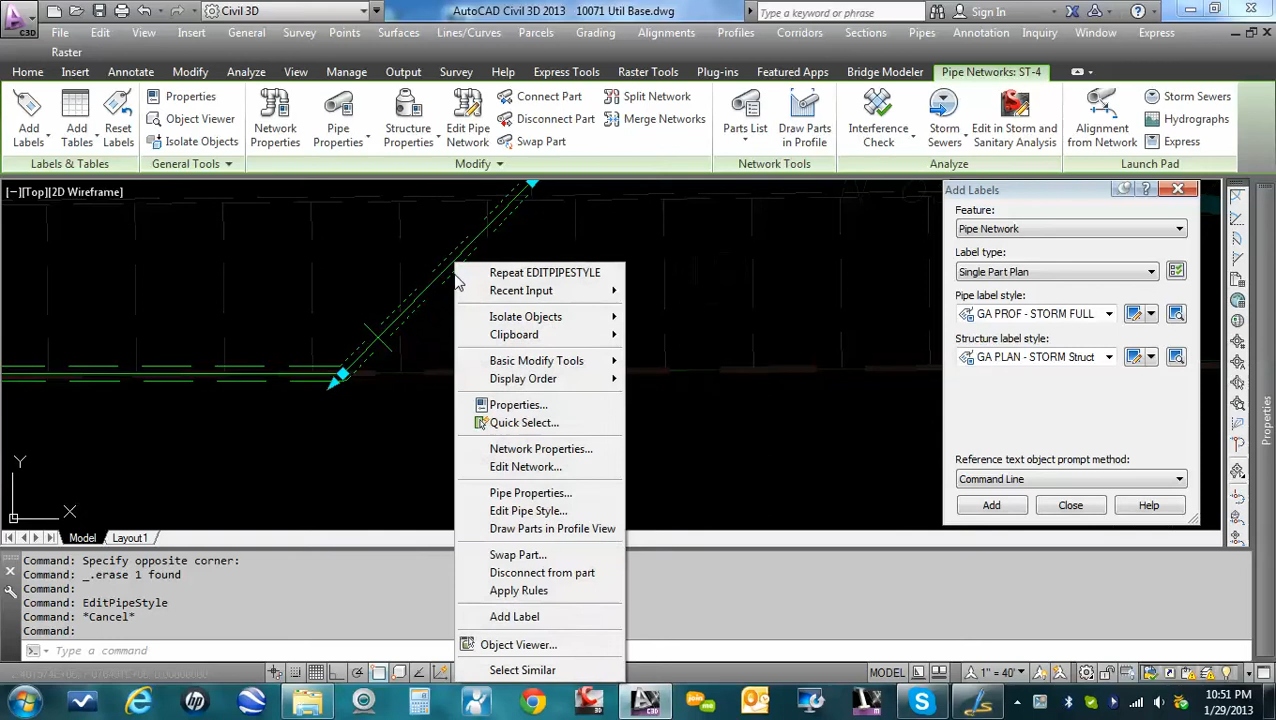 Civil 3D
AutoCAD Civil 3D 2013 10071 Util Base.dwg
Type a keyword or phrase
Sign In
C3D
File Edit View Insert General Survey Points Surfaces Lines/Curves Parcels Grading Alignments Profiles Corridors Sections Pipes Annotation Inquiry Window Express
Raster
Home Insert Annotate Modify Analyze View Manage Output Survey Help Express Tools Raster Tools Plug-ins Featured Apps Bridge Modeler Pipe Networks: ST-4
Add Labels
Add Tables
Reset Labels
Properties
Object Viewer
Isolate Objects
Network Properties
Pipe Properties
Structure Properties
Edit Pipe Network
Connect Part
Disconnect Part
Swap Part
Split Network
Merge Networks
Parts List
Draw Parts in Profile
Interference Check
Storm Sewers
Edit in Storm and Sanitary Analysis
Alignment from Network
Storm Sewers
Hydrographs
Express
Labels & Tables
General Tools
Modify
Network Tools
Analyze
Launch Pad
[−][Top][2D Wireframe]
Repeat EDITPIPESTYLE
Recent Input
Isolate Objects
Clipboard
Basic Modify Tools
Display Order
Properties...
Quick Select...
Network Properties...
Edit Network...
Pipe Properties...
Edit Pipe Style...
Draw Parts in Profile View
Swap Part...
Disconnect from part
Apply Rules
Add Label
Object Viewer...
Select Similar
Add Labels
Feature:
Pipe Network
Label type:
Single Part Plan
Pipe label style:
GA PROF - STORM FULL
Structure label style:
GA PLAN - STORM Struct
Reference text object prompt method:
Command Line
Add Close Help
Properties
Y
X
Model Layout1
Command: Specify opposite corner:
Command: _.erase 1 found
Command:
Command: EditPipeStyle
Command: *Cancel*
Command:
Type a command
MODEL
1" = 40'
10:51 PM
1/29/2013